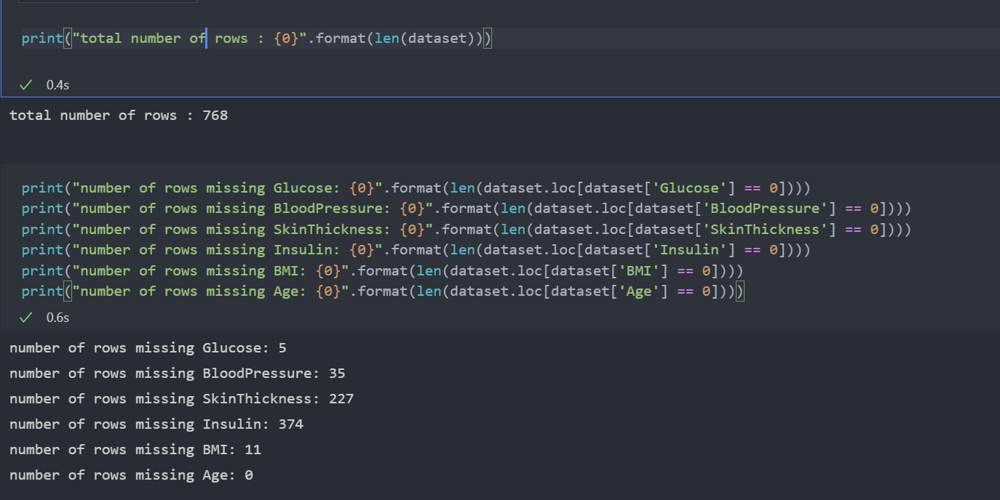 print("total number of rows : {0}".format(len(dataset)))
0.4s
total number of rows : 768
print("number of rows missing Glucose: {0}".format(len(dataset.loc[dataset['Glucose'] == 0])))
print("number of rows missing BloodPressure: {0}".format(len(dataset.loc[dataset['BloodPressure'] == 0])))
print("number of rows missing SkinThickness: {0}".format(len(dataset.loc[dataset['SkinThickness'] == 0])))
print("number of rows missing Insulin: {0}".format(len(dataset.loc[dataset['Insulin'] == 0])))
print("number of rows missing BMI: {0}".format(len(dataset.loc[dataset['BMI'] == 0])))
print("number of rows missing Age: {0}".format(len(dataset.loc[dataset['Age'] == 0])))
0.6s
number of rows missing Glucose: 5
number of rows missing BloodPressure: 35
number of rows missing SkinThickness: 227
number of rows missing Insulin: 374
number of rows missing BMI: 11
number of rows missing Age: 0